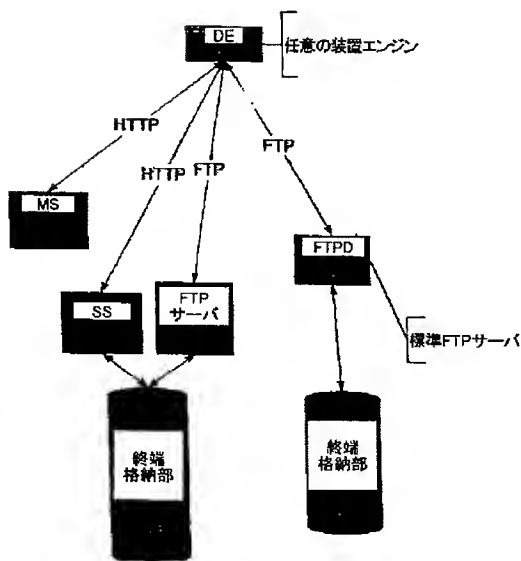 DE
任意の装置エンジン
HTTP
HTTP
FTP
FTP
MS
FTPD
SS
FTP
サーバ
標準FTPサーバ
終端
格納部
終端
格納部